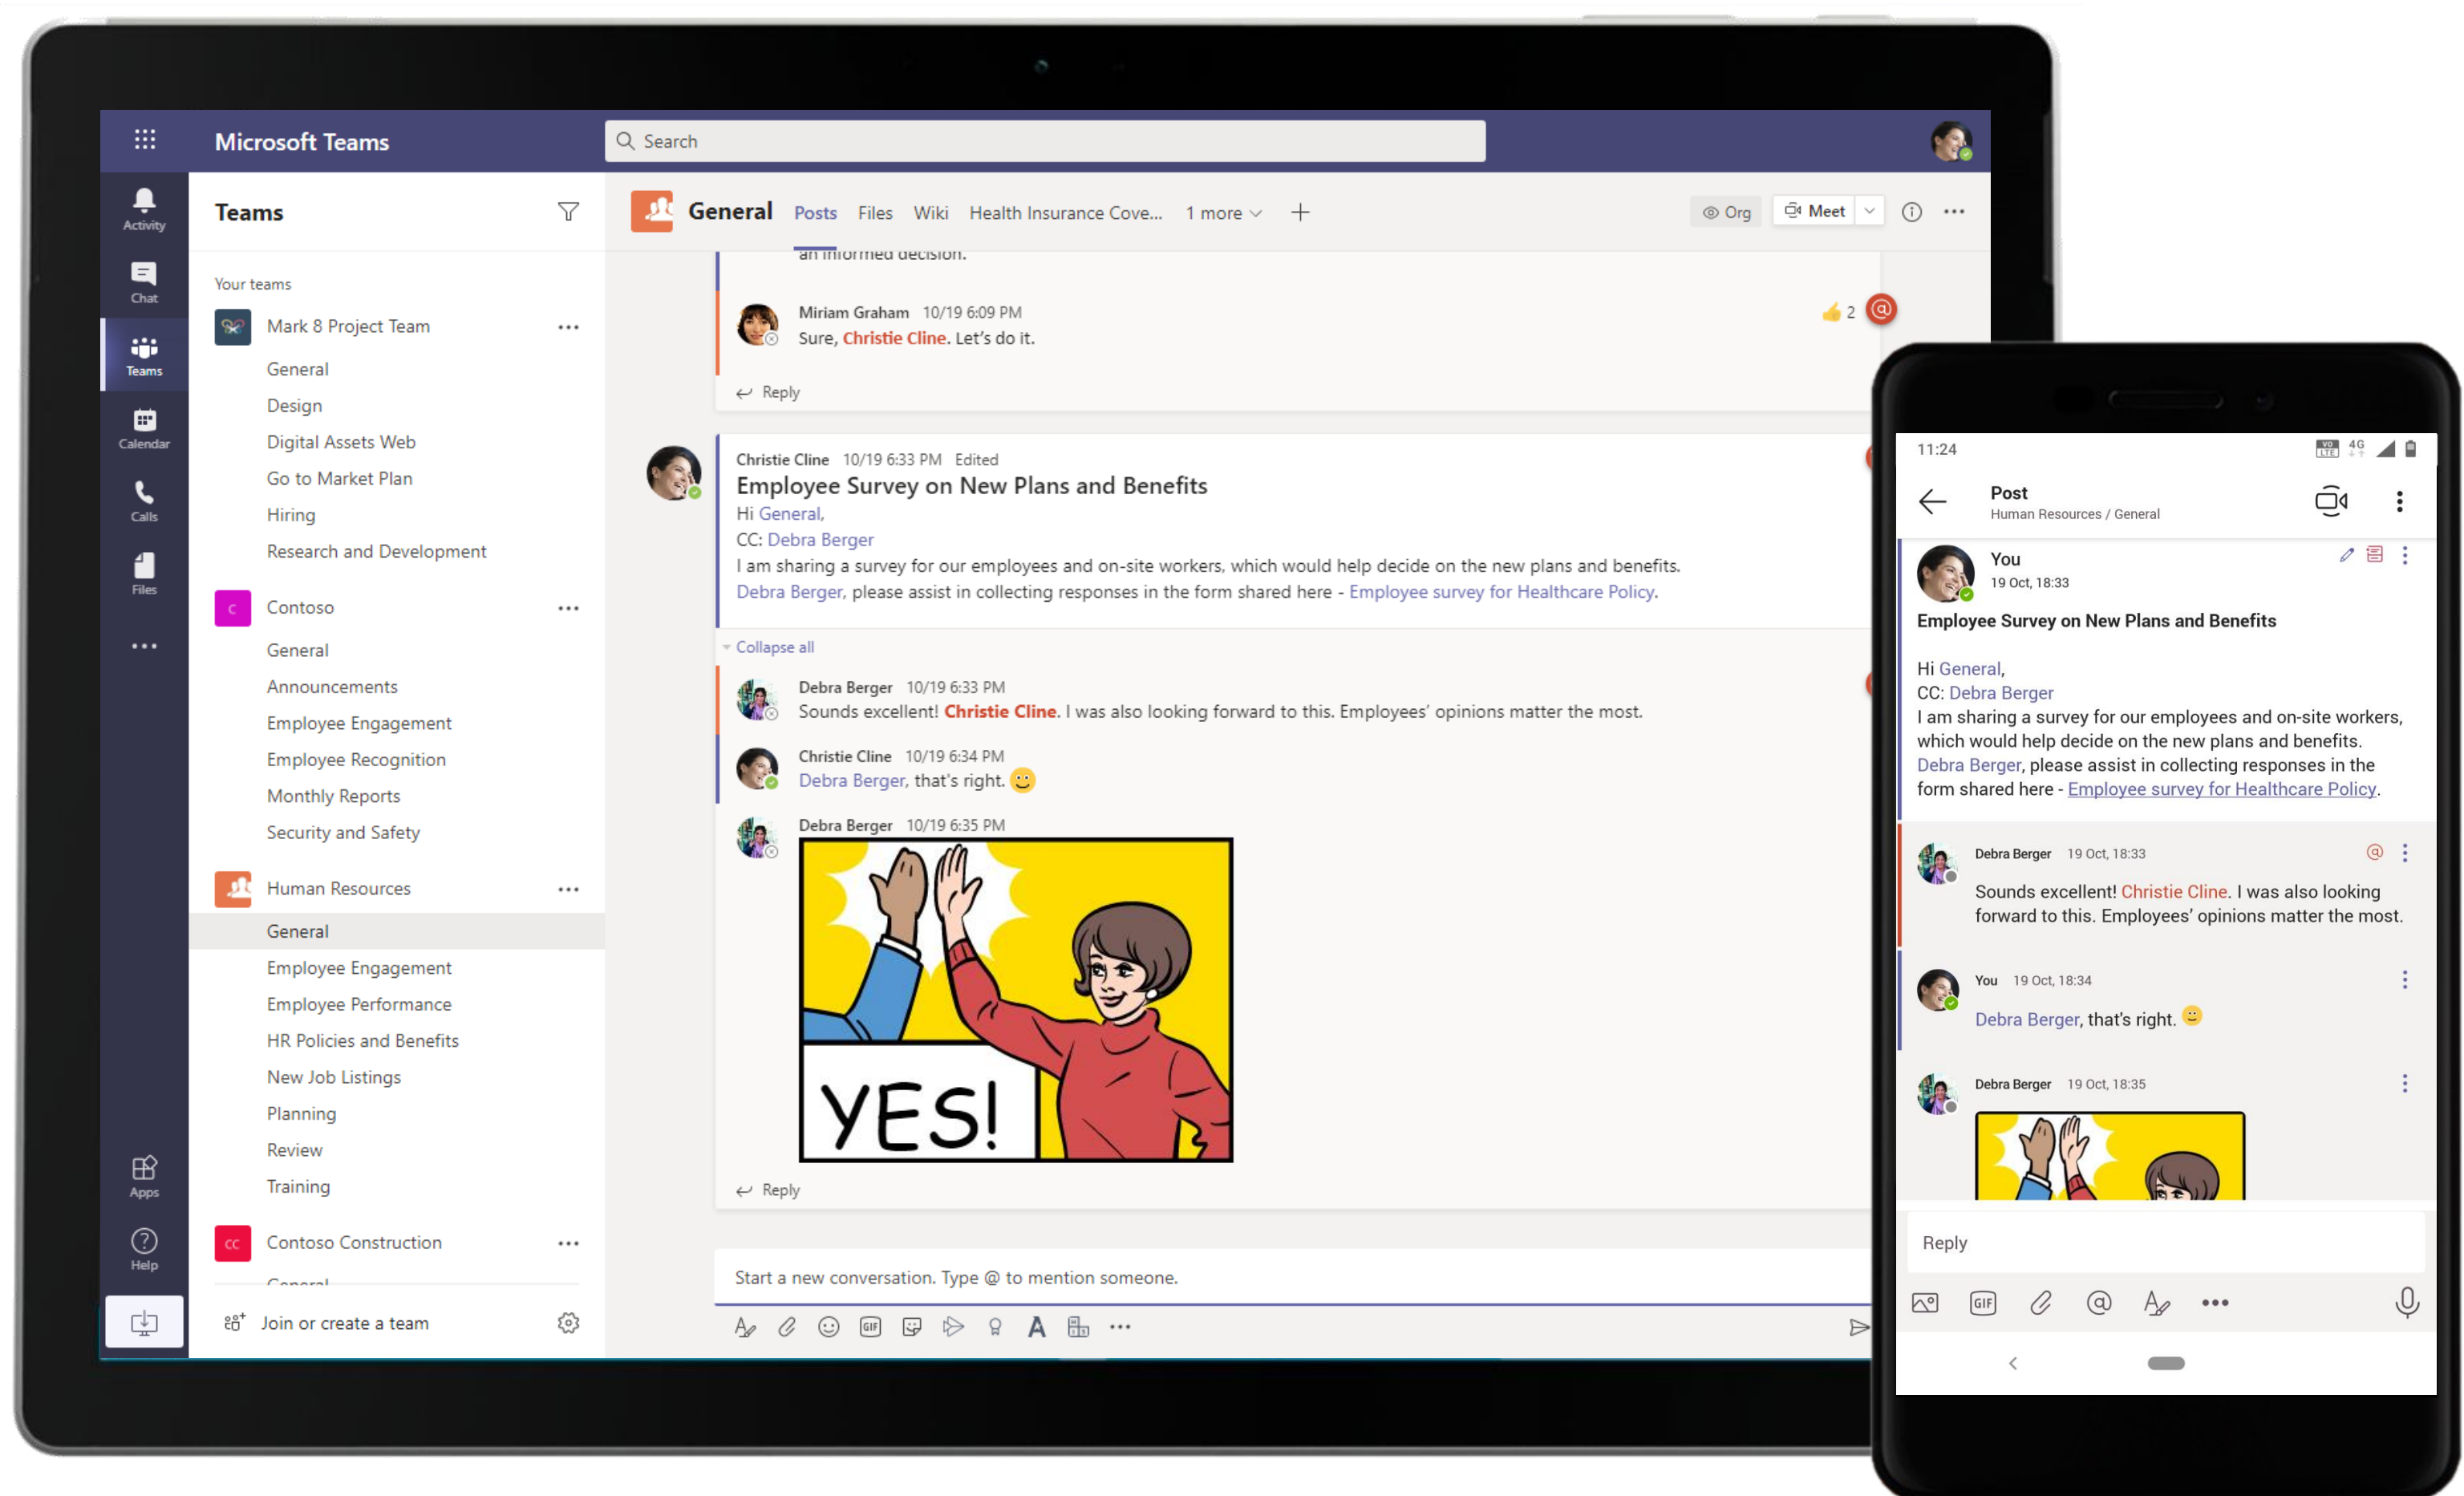 Microsoft Teams
Search
Activity
Chat
Teams
Calendar
Calls
Files
Apps
Help
Teams
Your teams
Mark 8 Project Team
General
Design
Digital Assets Web
Go to Market Plan
Hiring
Research and Development
C Contoso
General
Announcements
Employee Engagement
Employee Recognition
Monthly Reports
Security and Safety
Human Resources
General
Employee Engagement
Employee Performance
HR Policies and Benefits
New Job Listings
Planning
Review
Training
CC Contoso Construction
General
Join or create a team
General Posts Files Wiki Health Insurance Cove... 1 more
Org Meet
an informed decision.
Miriam Graham 10/19 6:09 PM
2 @
Sure, Christie Cline. Let's do it.
Reply
Christie Cline 10/19 6:33 PM Edited
Employee Survey on New Plans and Benefits
Hi General,
CC: Debra Berger
I am sharing a survey for our employees and on-site workers, which would help decide on the new plans and benefits.
Debra Berger, please assist in collecting responses in the form shared here - Employee survey for Healthcare Policy.
Collapse all
Debra Berger 10/19 6:33 PM
Sounds excellent! Christie Cline. I was also looking forward to this. Employees' opinions matter the most.
Christie Cline 10/19 6:34 PM
Debra Berger, that's right.
Debra Berger 10/19 6:35 PM
YES!
Reply
Start a new conversation. Type @ to mention someone.
GIF
11:24 VO LTE 4G
Post
Human Resources / General
You
19 Oct, 18:33
Employee Survey on New Plans and Benefits
Hi General,
CC: Debra Berger
I am sharing a survey for our employees and on-site workers,
which would help decide on the new plans and benefits.
Debra Berger, please assist in collecting responses in the
form shared here - Employee survey for Healthcare Policy.
Debra Berger 19 Oct, 18:33 @
Sounds excellent! Christie Cline. I was also looking
forward to this. Employees' opinions matter the most.
You 19 Oct, 18:34
Debra Berger, that's right.
Debra Berger 19 Oct, 18:35
Reply
GIF @